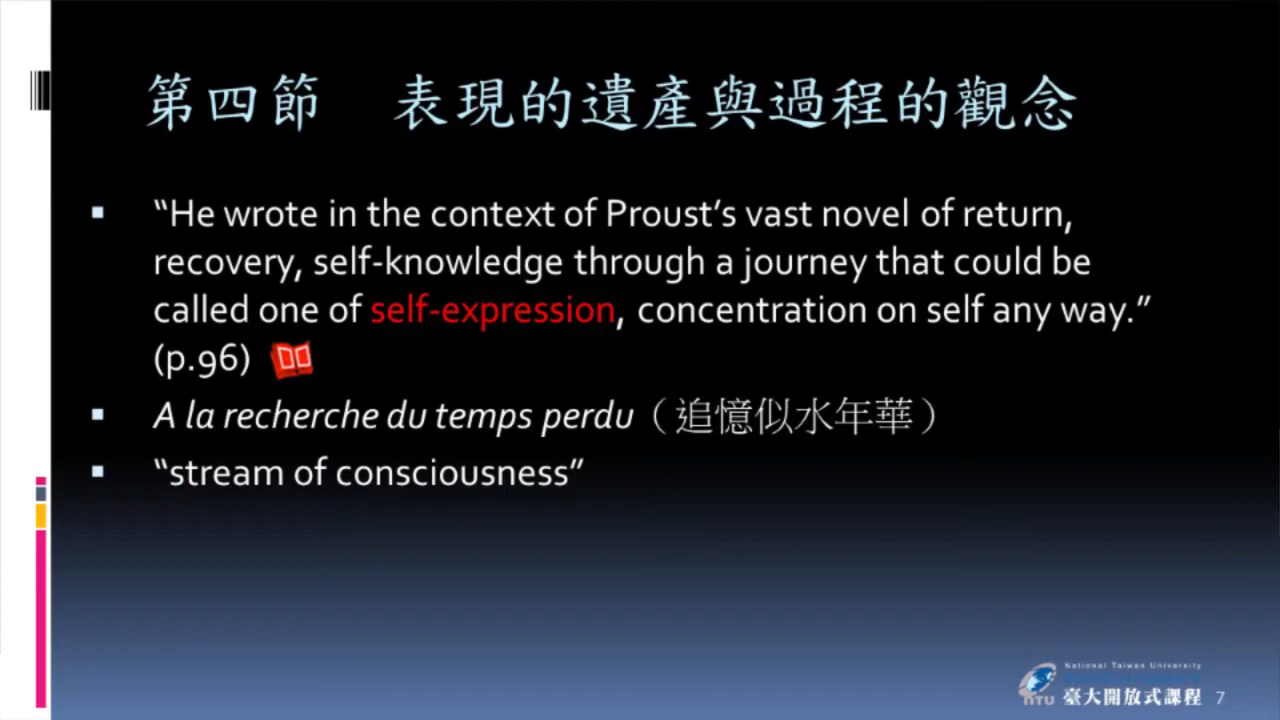 第四節　表現的遺產與過程的觀念
“He wrote in the context of Proust’s vast novel of return,
recovery, self-knowledge through a journey that could be
called one of self-expression, concentration on self any way.”
(p.96)
A la recherche du temps perdu（追憶似水年華）
“stream of consciousness”
National Taiwan University
NTU 臺大開放式課程 7